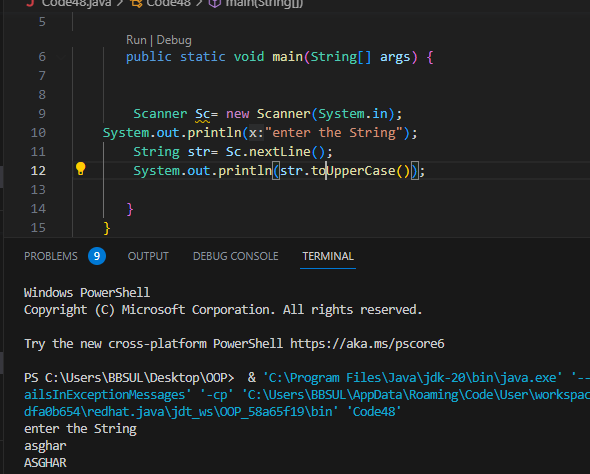 Code48.java > Code48 > main(String[])
5
Run | Debug
6 public static void main(String[] args) {
7
8
9 Scanner Sc= new Scanner(System.in);
10 System.out.println(x:"enter the String");
11 String str= Sc.nextLine();
12 System.out.println(str.toUpperCase());
13
14 }
15 }
PROBLEMS 9 OUTPUT DEBUG CONSOLE TERMINAL
Windows PowerShell
Copyright (C) Microsoft Corporation. All rights reserved.
Try the new cross-platform PowerShell https://aka.ms/pscore6
PS C:\Users\BBSUL\Desktop\OOP> & 'C:\Program Files\Java\jdk-20\bin\java.exe' '--
ailsInExceptionMessages' '-cp' 'C:\Users\BBSUL\AppData\Roaming\Code\User\workspac
dfa0b654\redhat.java\jdt_ws\OOP_58a65f19\bin' 'Code48'
enter the String
asghar
ASGHAR